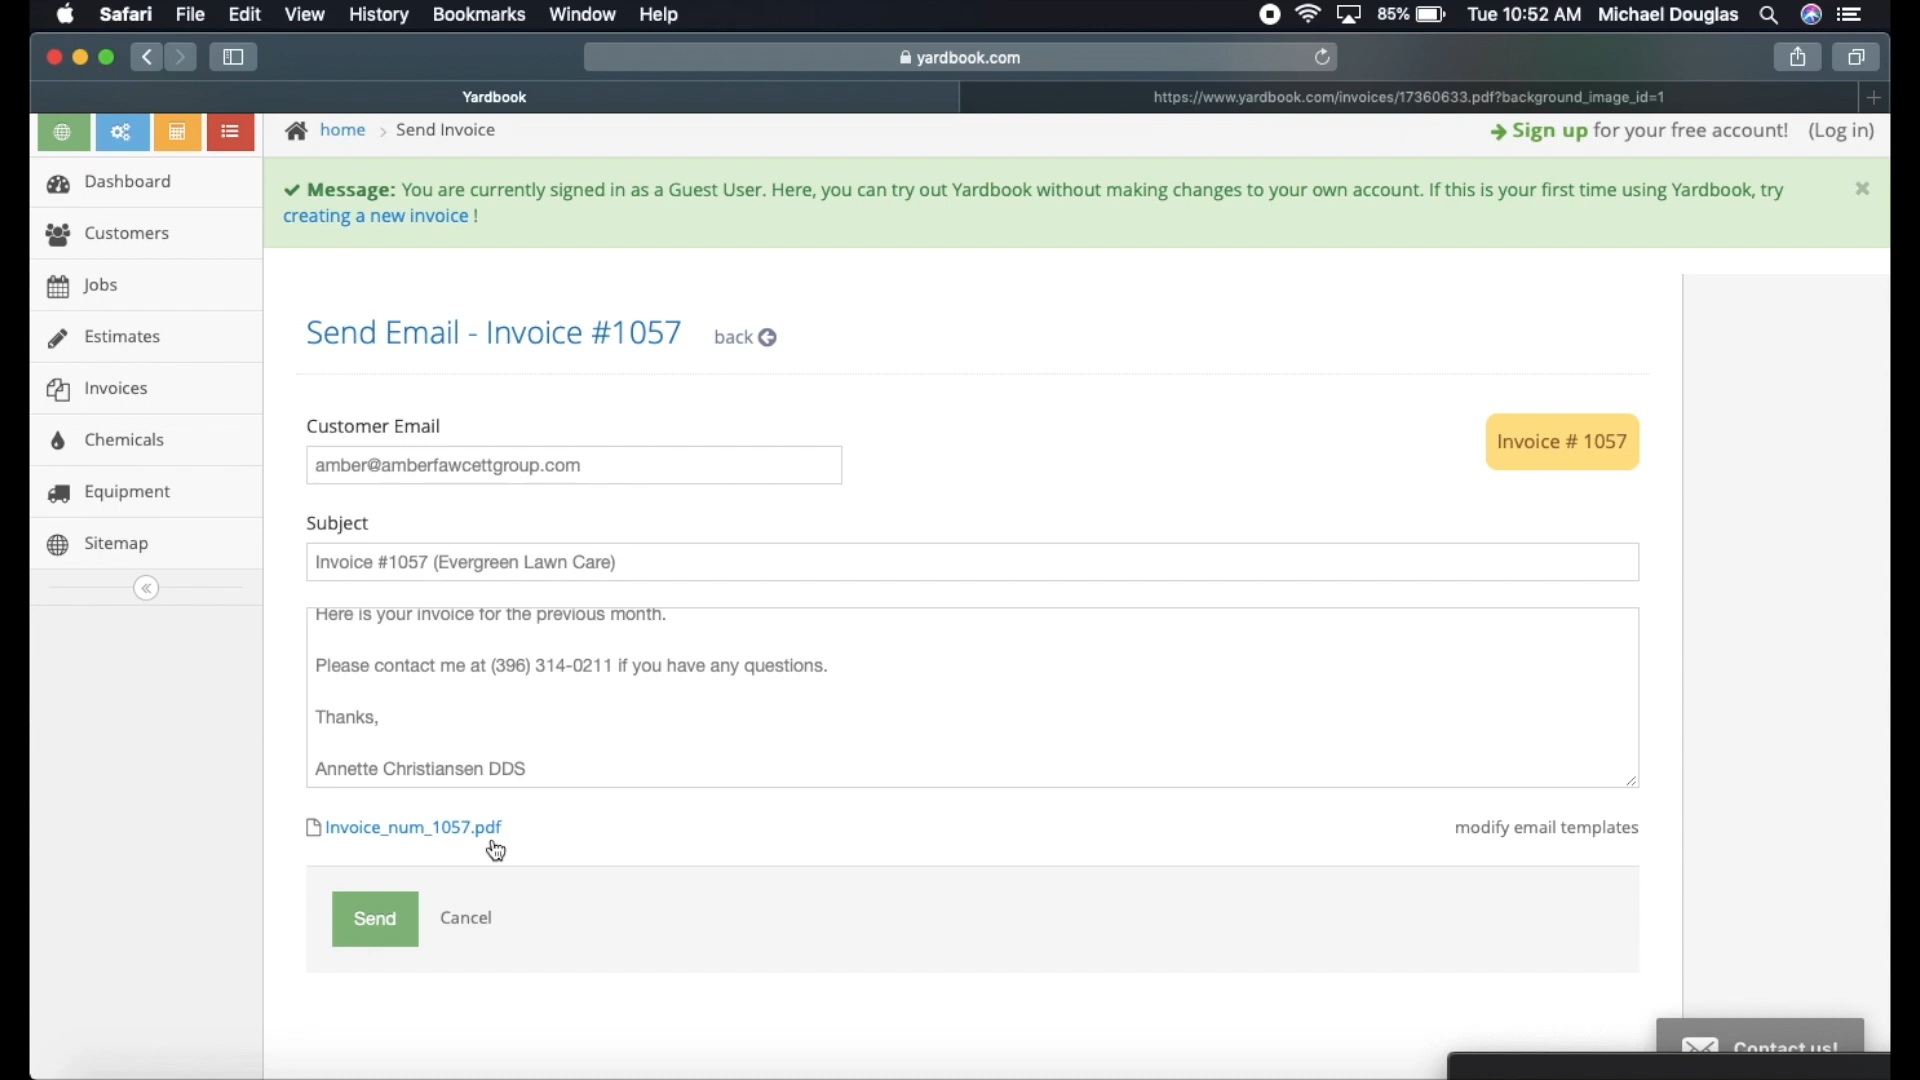 Safari File Edit View History Bookmarks Window Help 85% Tue 10:52 AM Michael Douglas
yardbook.com
Yardbook https://www.yardbook.com/invoices/17360633.pdf?background_image_id=1
home > Send Invoice Sign up for your free account! (Log in)
Dashboard
Customers
Jobs
Estimates
Invoices
Chemicals
Equipment
Sitemap
Message: You are currently signed in as a Guest User. Here, you can try out Yardbook without making changes to your own account. If this is your first time using Yardbook, try
creating a new invoice !
Send Email - Invoice #1057 back
Customer Email
Invoice # 1057
amber@amberfawcettgroup.com
Subject
Invoice #1057 (Evergreen Lawn Care)
Here is your invoice for the previous month.
Please contact me at (396) 314-0211 if you have any questions.
Thanks,
Annette Christiansen DDS
Invoice_num_1057.pdf modify email templates
Send Cancel
Contact us!